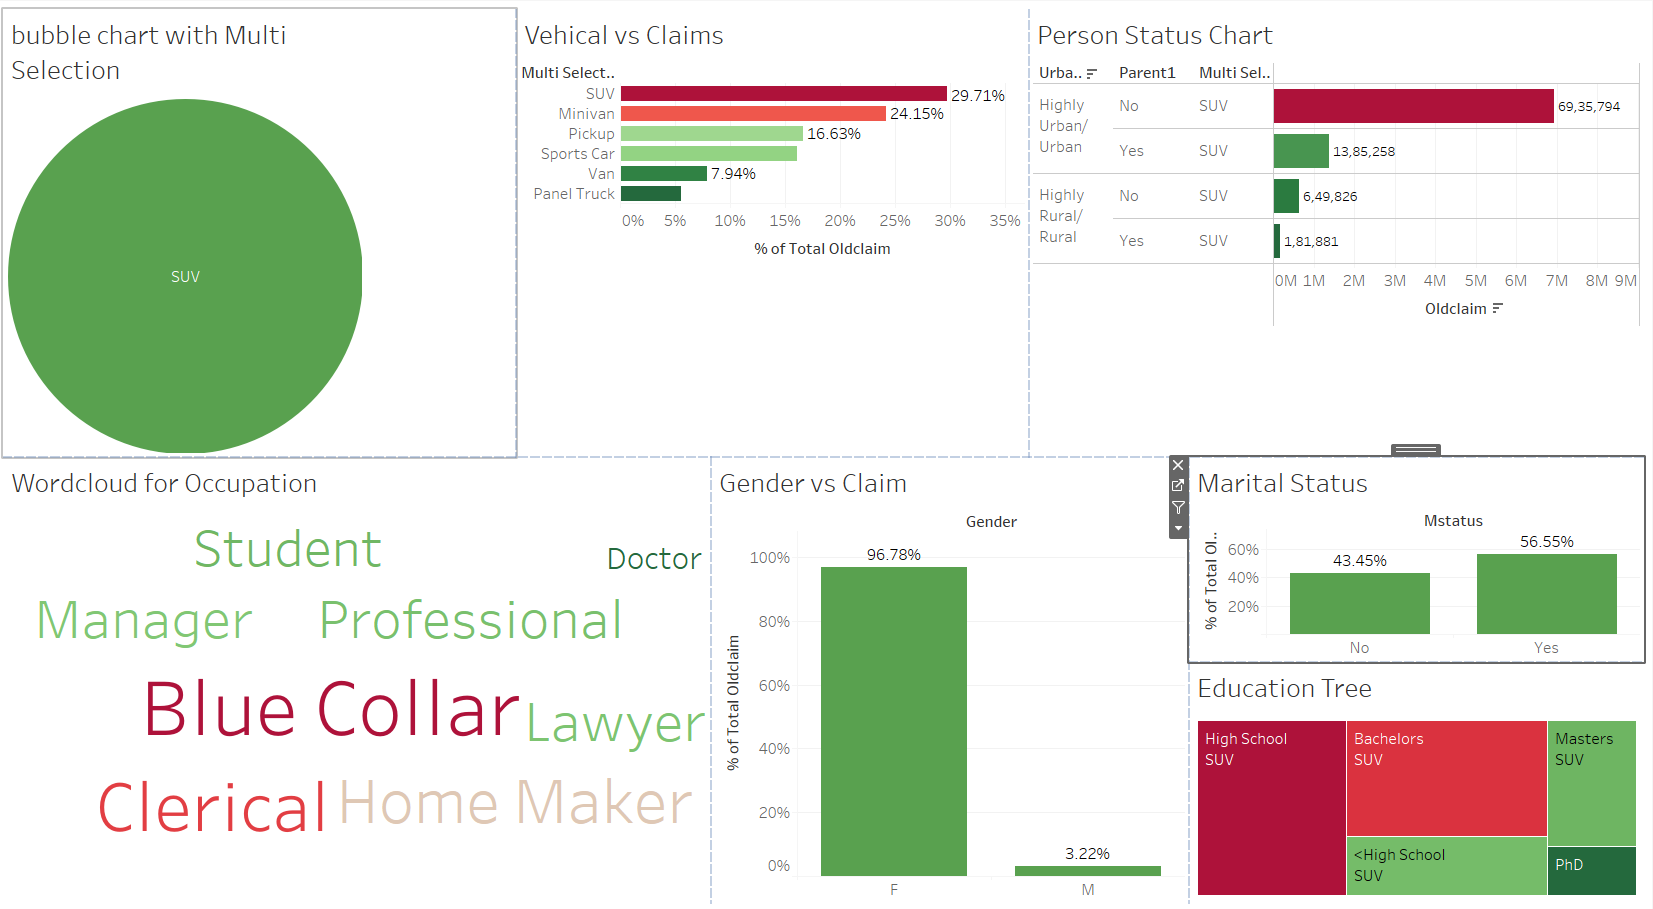 bubble chart with Multi
Selection
SUV
Vehical vs Claims
Multi Select..
SUV 29.71%
Minivan 24.15%
Pickup 16.63%
Sports Car
Van 7.94%
Panel Truck
0% 5% 10% 15% 20% 25% 30% 35%
% of Total Oldclaim
Person Status Chart
Urba.. Parent1 Multi Sel..
Highly
Urban/
Urban
No SUV 69,35,794
Yes SUV 13,85,258
Highly
Rural/
Rural
No SUV 6,49,826
Yes SUV 1,81,881
0M 1M 2M 3M 4M 5M 6M 7M 8M 9M
Oldclaim
Wordcloud for Occupation
Student
Doctor
Manager
Professional
Blue Collar
Lawyer
Clerical
Home Maker
Gender vs Claim
Gender
% of Total Oldclaim
100%
80%
60%
40%
20%
0%
96.78%
3.22%
F M
Marital Status
Mstatus
% of Total Ol..
60%
40%
20%
43.45%
56.55%
No Yes
Education Tree
High School
SUV
Bachelors
SUV
<High School
SUV
Masters
SUV
PhD